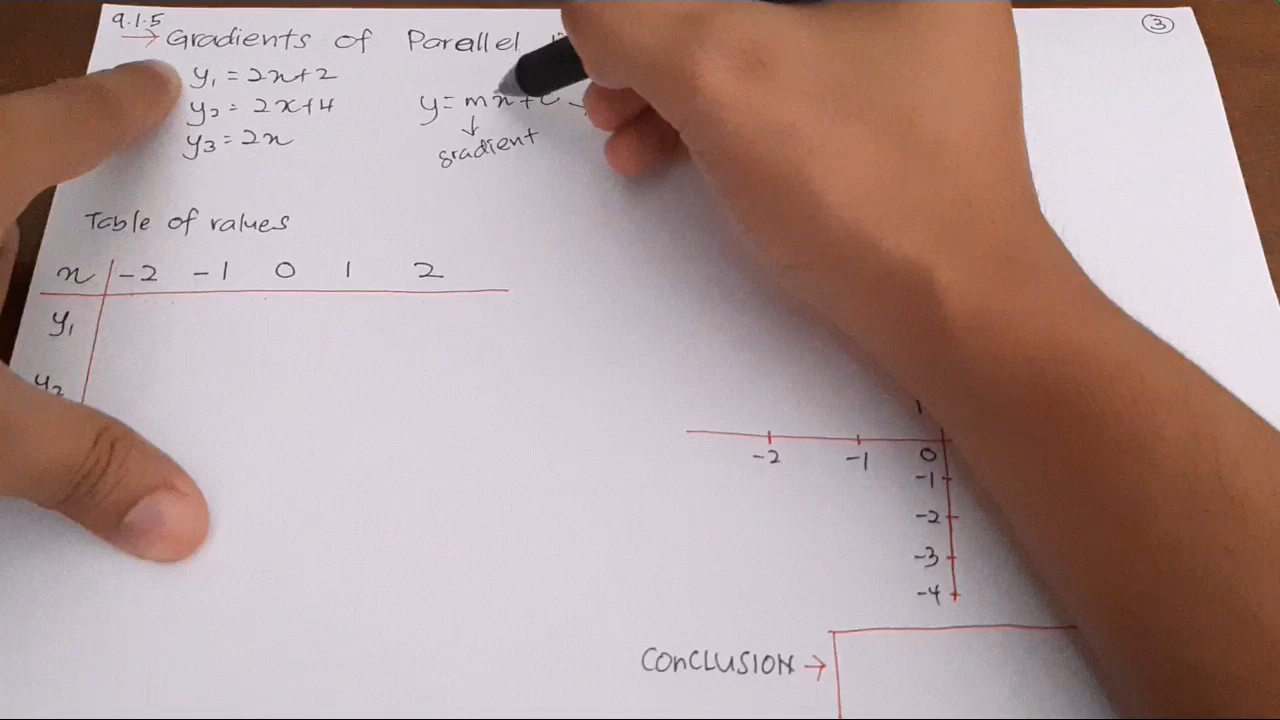 9.1.5
→ Gradients of Parallel
③
y₁ = 2x+2
y₂ = 2x+4
y₃ = 2x
y = mx+c
↓
gradient
Table of values
x -2 -1 0 1 2
y₁
y₂
-2 -1 0
-1
-2
-3
-4
CONCLUSION →